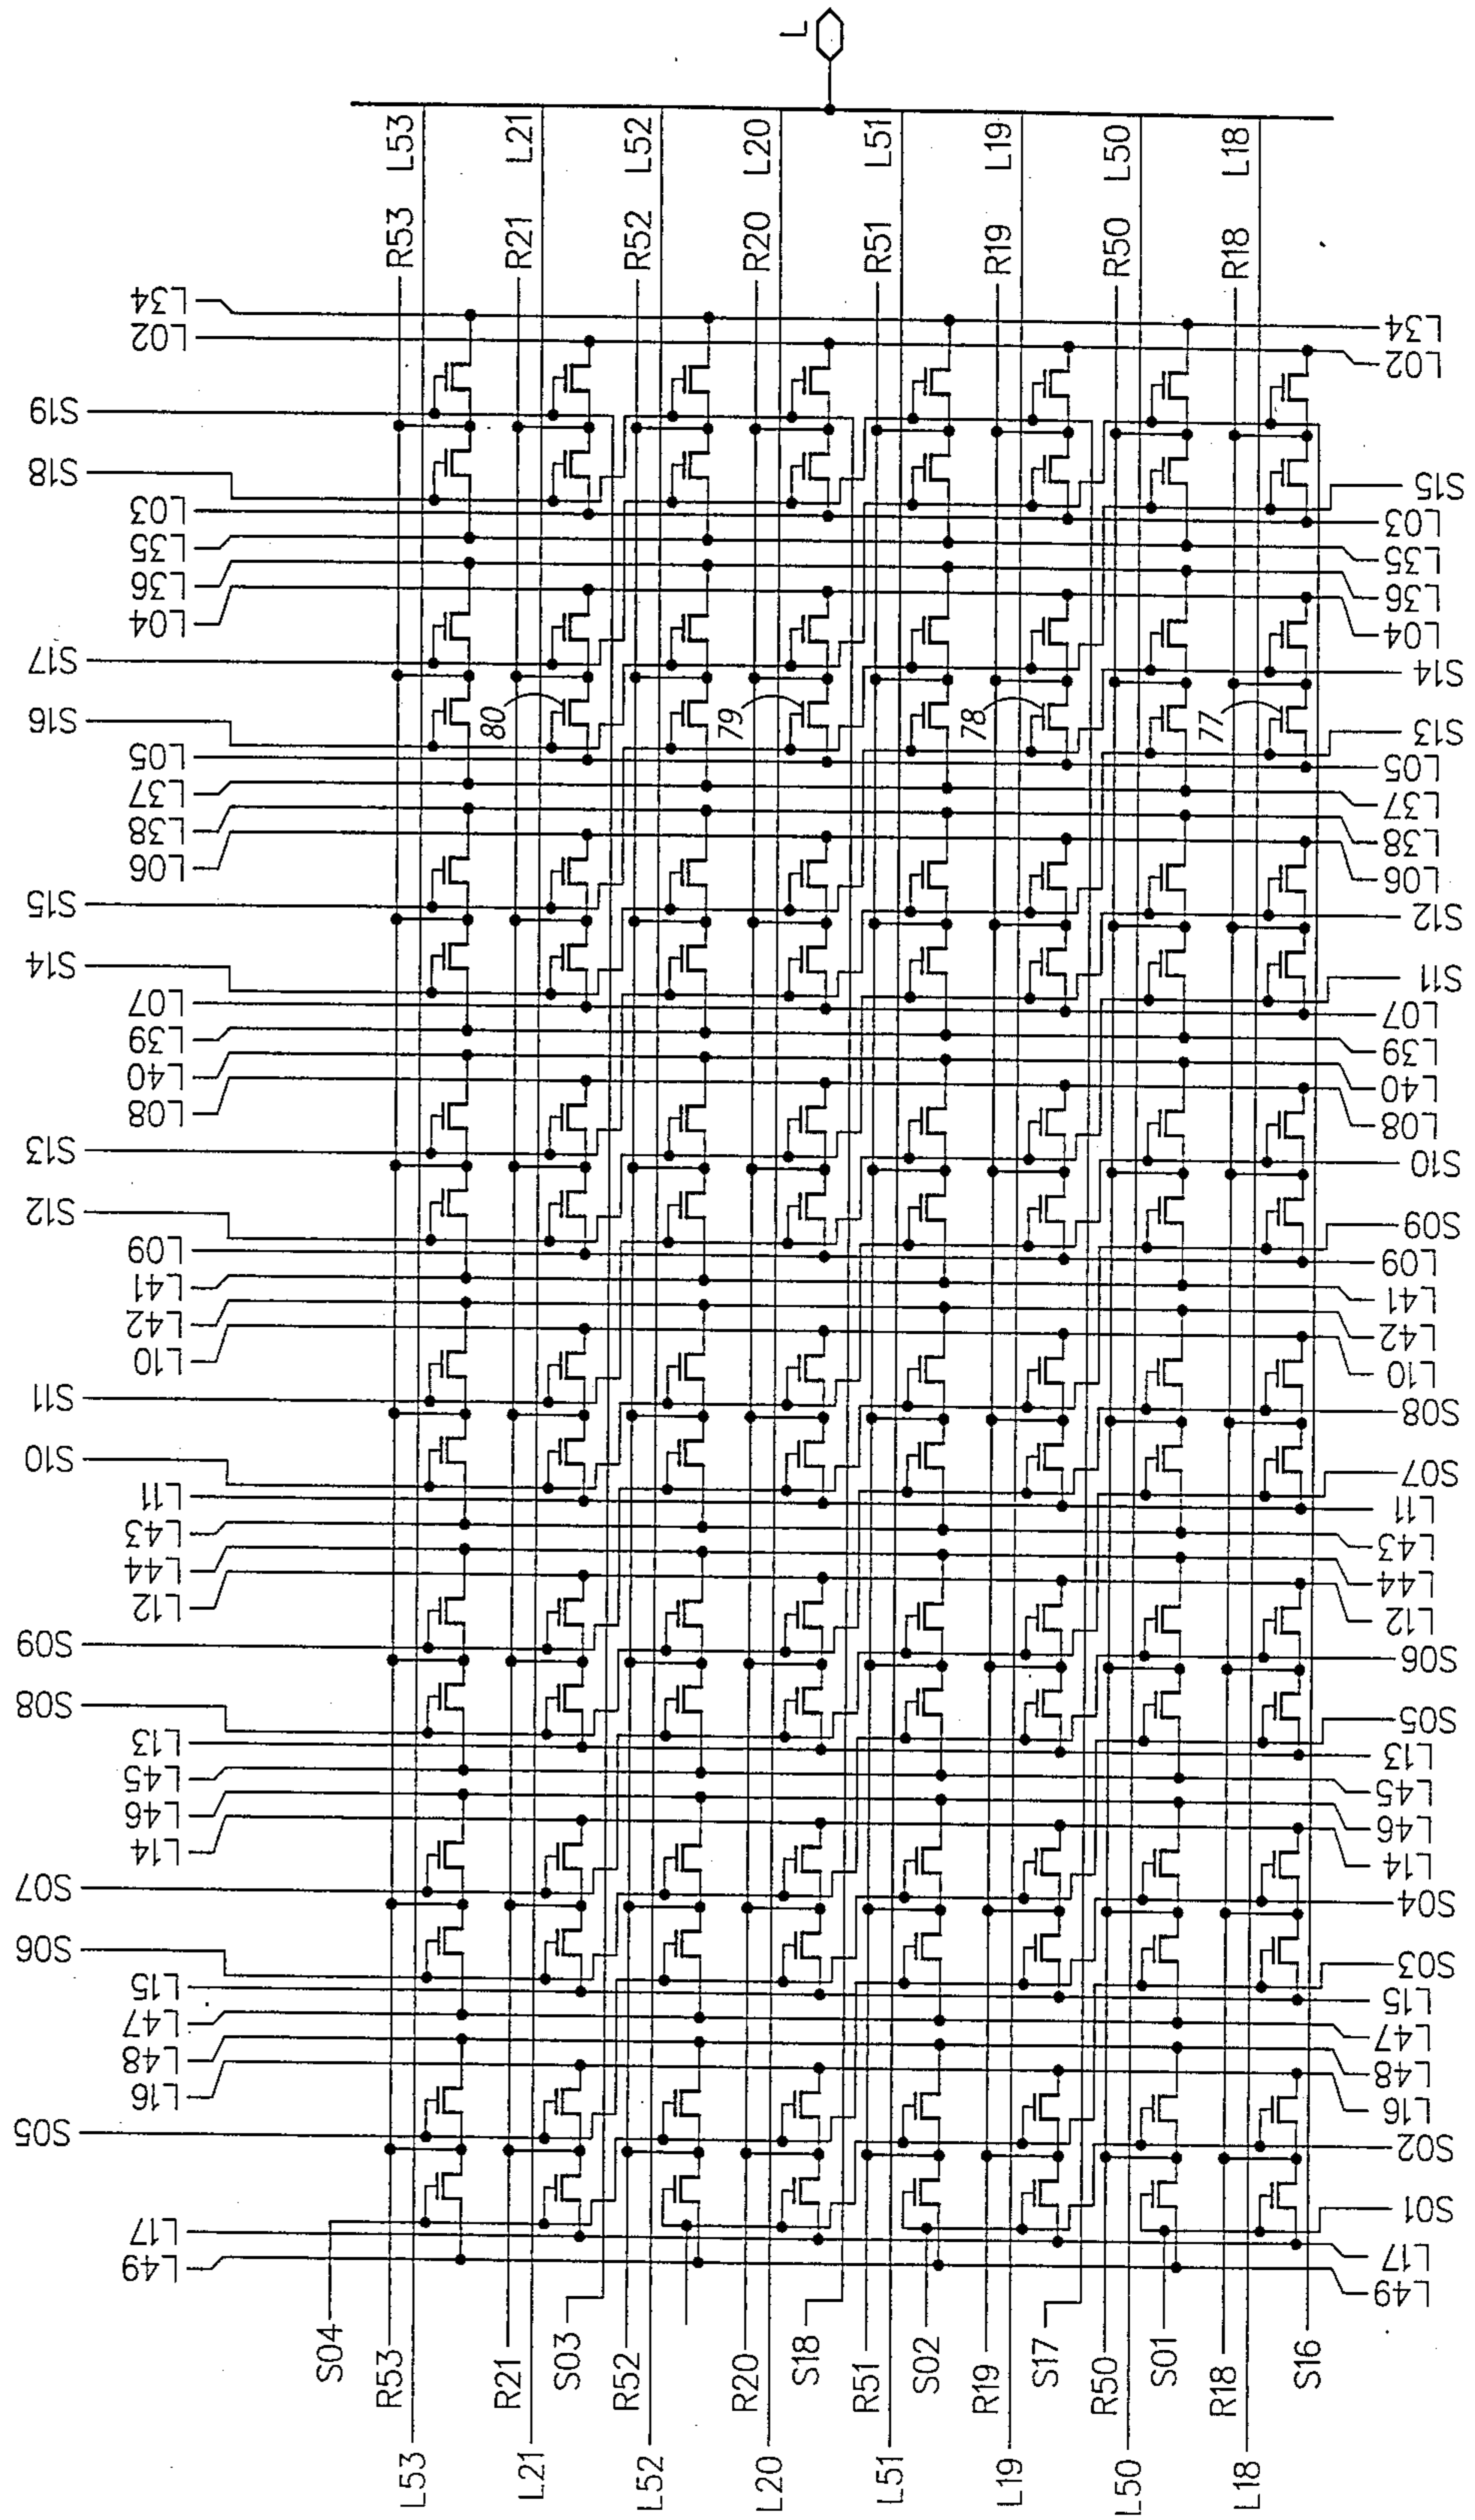 L
L53
L21
L52
L20
L51
L19
L50
L18
R53
R21
R52
R20
R51
R19
R50
R18
L34
L02
S19
S18
L03
L35
L36
L04
S17
S16
L05
L37
L38
L06
S15
S14
L07
L39
L40
L08
S13
S12
L09
L41
L42
L10
S11
S10
L11
L43
L44
L12
S09
S08
L13
L45
L46
L14
S07
S06
L15
L47
L48
L16
S05
L17
L49
80
79
78
77
L34
L02
S15
L03
L35
L36
L04
S14
S13
L05
L37
L38
L06
S12
S11
L07
L39
L40
L08
S10
S09
L09
L41
L42
L10
S08
S07
L11
L43
L44
L12
S06
S05
L13
L45
L46
L14
S04
S03
L15
L47
L48
L16
S02
S01
L17
L49
S04
R53
L53
R21
L21
S03
R52
L52
R20
L20
S18
R51
L51
S02
R19
L19
S17
R50
L50
S01
R18
L18
S16